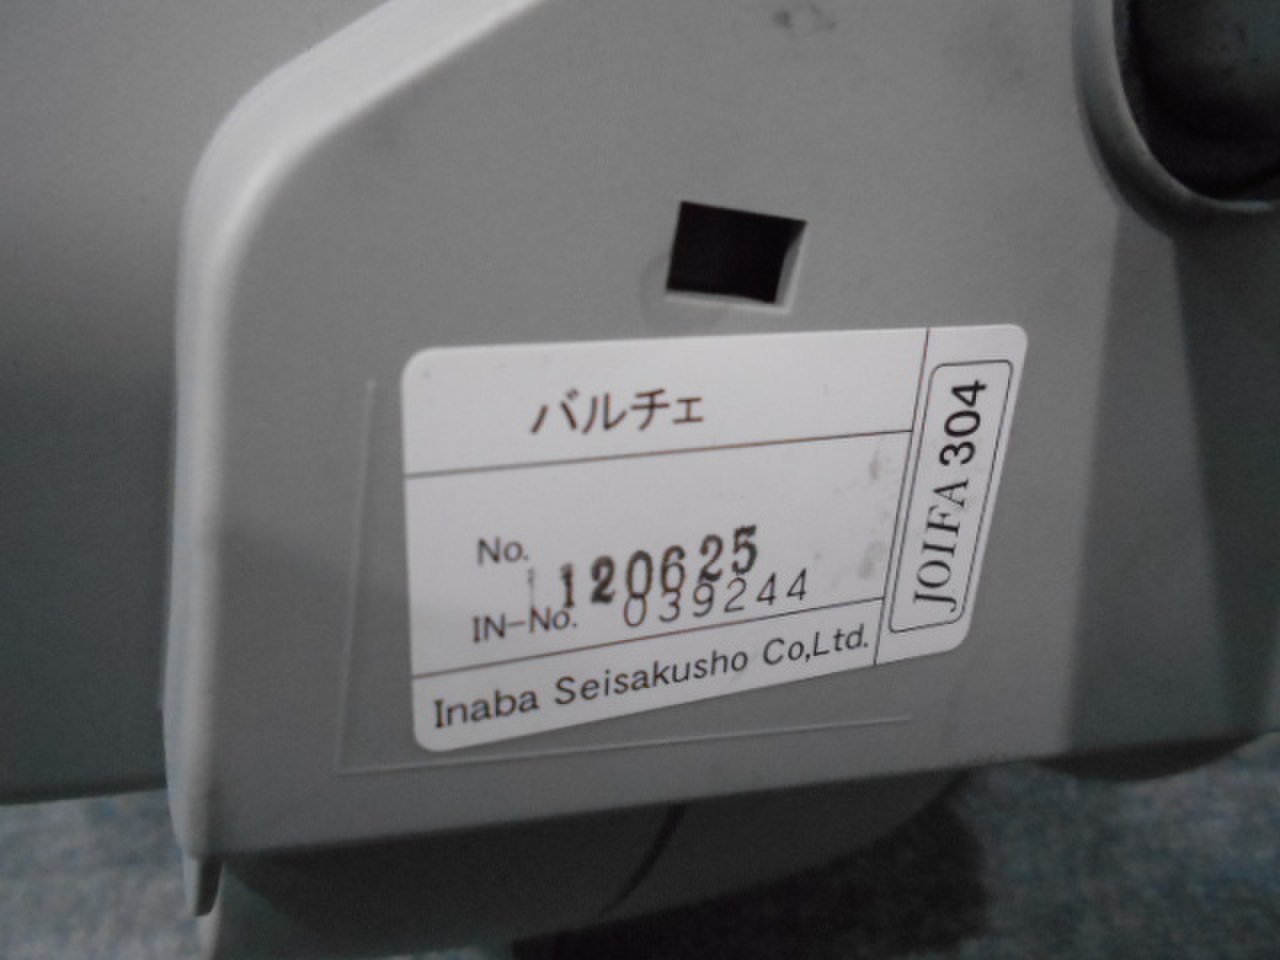 バルチェ
No. 120625
IN-No. 039244
Inaba Seisakusho Co,Ltd.
JOIFA 304